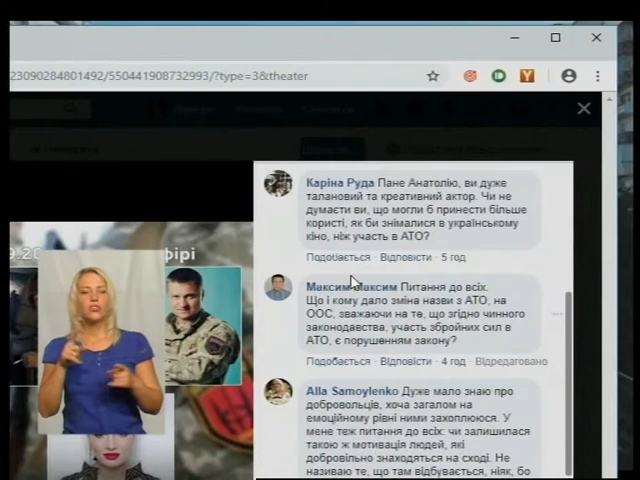 23090284801492/550441908732993/?type=3&theater
Каріна Руда Пане Анатолію, ви дуже
талановий та креативний актор. Чи не
думаєти ви, що могли б принести більше
користі, як би знімалися в українському
кіно, ніж участь в АТО?
Подобається · Відповісти · 5 год
Максим Максим Питання до всіх.
Що і кому дало зміна назви з АТО, на
ООС, зважаючи на те, що згідно чинного
законодавства, участь збройних сил в
АТО, є порушенням закону?
Подобається · Відповісти · 4 год · Відредаговано
Alla Samoylenko Дуже мало знаю про
добровольців, хоча загалом на
емоційному рівні ними захоплююся. У
мене теж питання до всіх: чи залишилася
такою ж мотивація людей, які
добровільно знаходяться на сході. Не
називаю те, що там відбувається, ніяк, бо